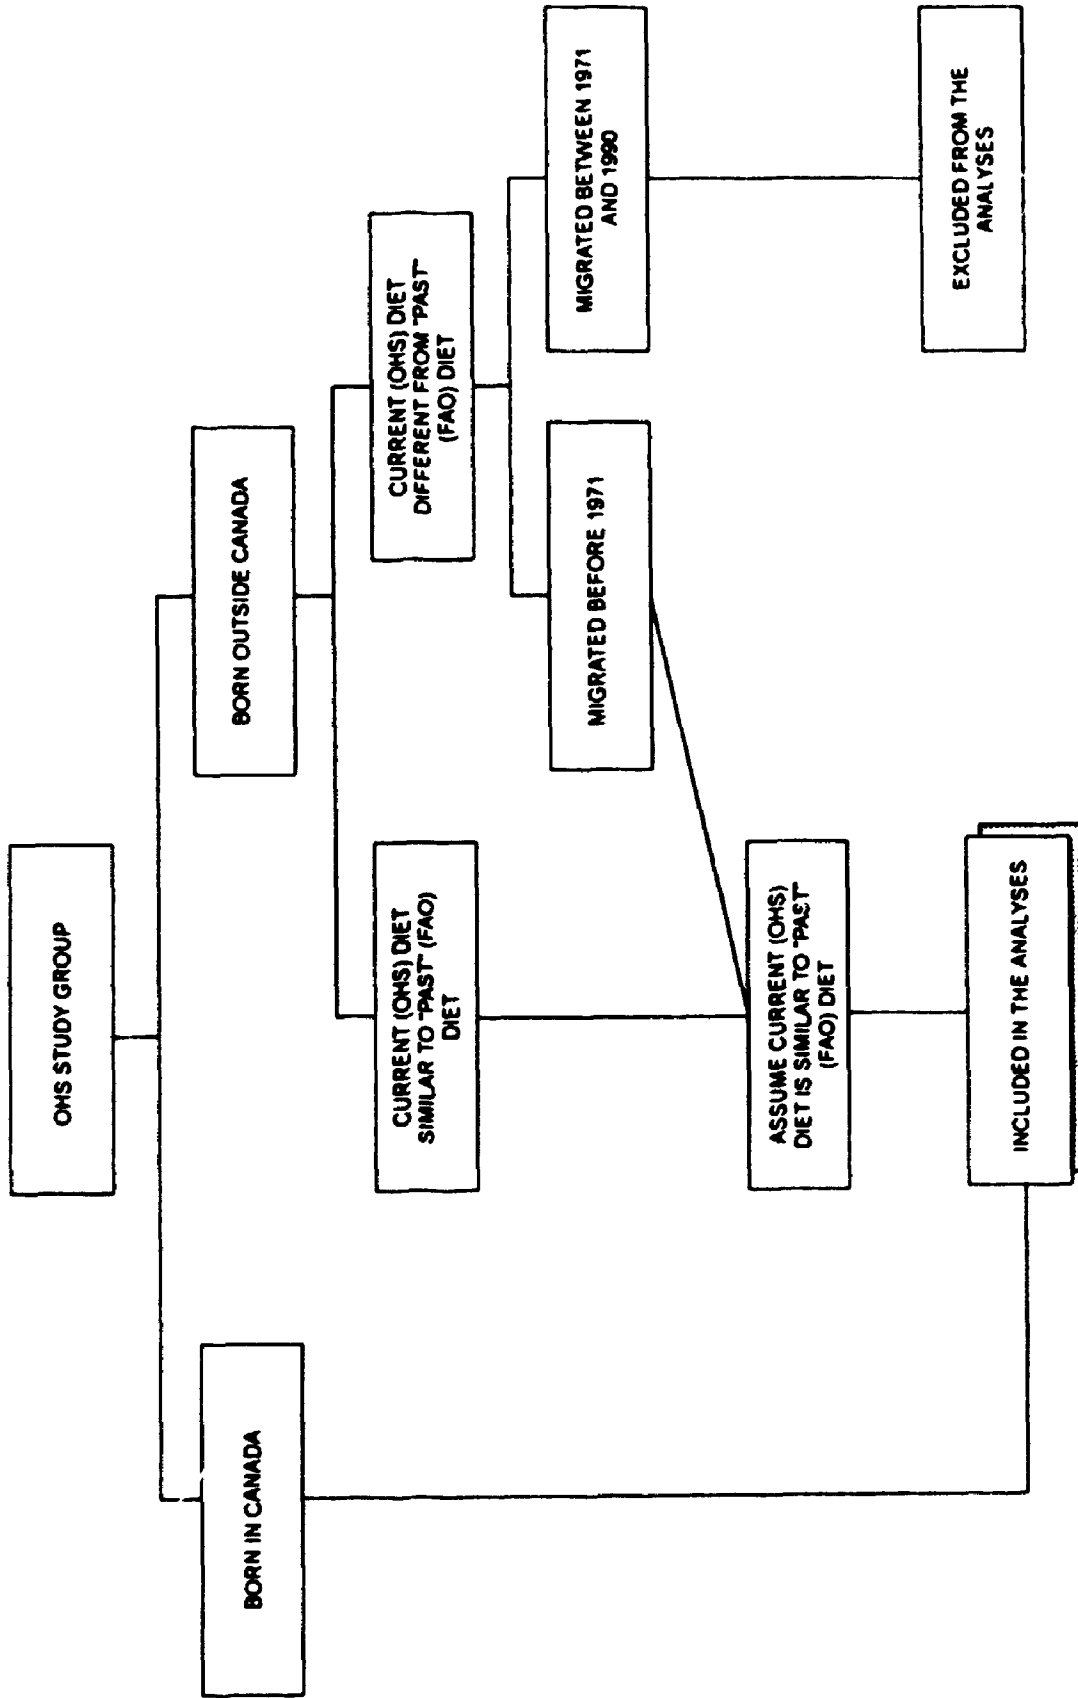 OHS STUDY GROUP
BORN IN CANADA
BORN OUTSIDE CANADA
CURRENT (OHS) DIET
SIMILAR TO "PAST" (FAO)
DIET
CURRENT (OHS) DIET
DIFFERENT FROM "PAST"
(FAO) DIET
MIGRATED BEFORE 1971
MIGRATED BETWEEN 1971
AND 1990
ASSUME CURRENT (OHS)
DIET IS SIMILAR TO "PAST"
(FAO) DIET
INCLUDED IN THE ANALYSES
EXCLUDED FROM THE
ANALYSES